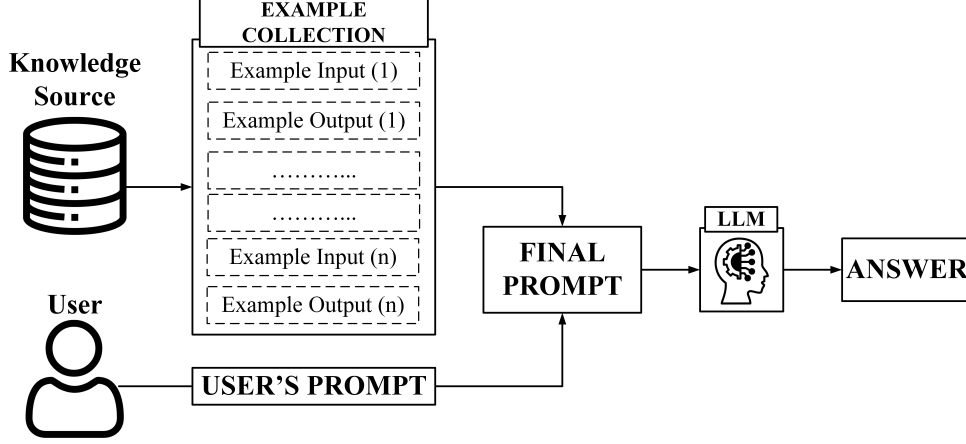 EXAMPLE
COLLECTION
Knowledge
Source
Example Input (1)
Example Output (1)
………...
………...
Example Input (n)
Example Output (n)
FINAL
PROMPT
LLM
ANSWER
User
USER’S PROMPT